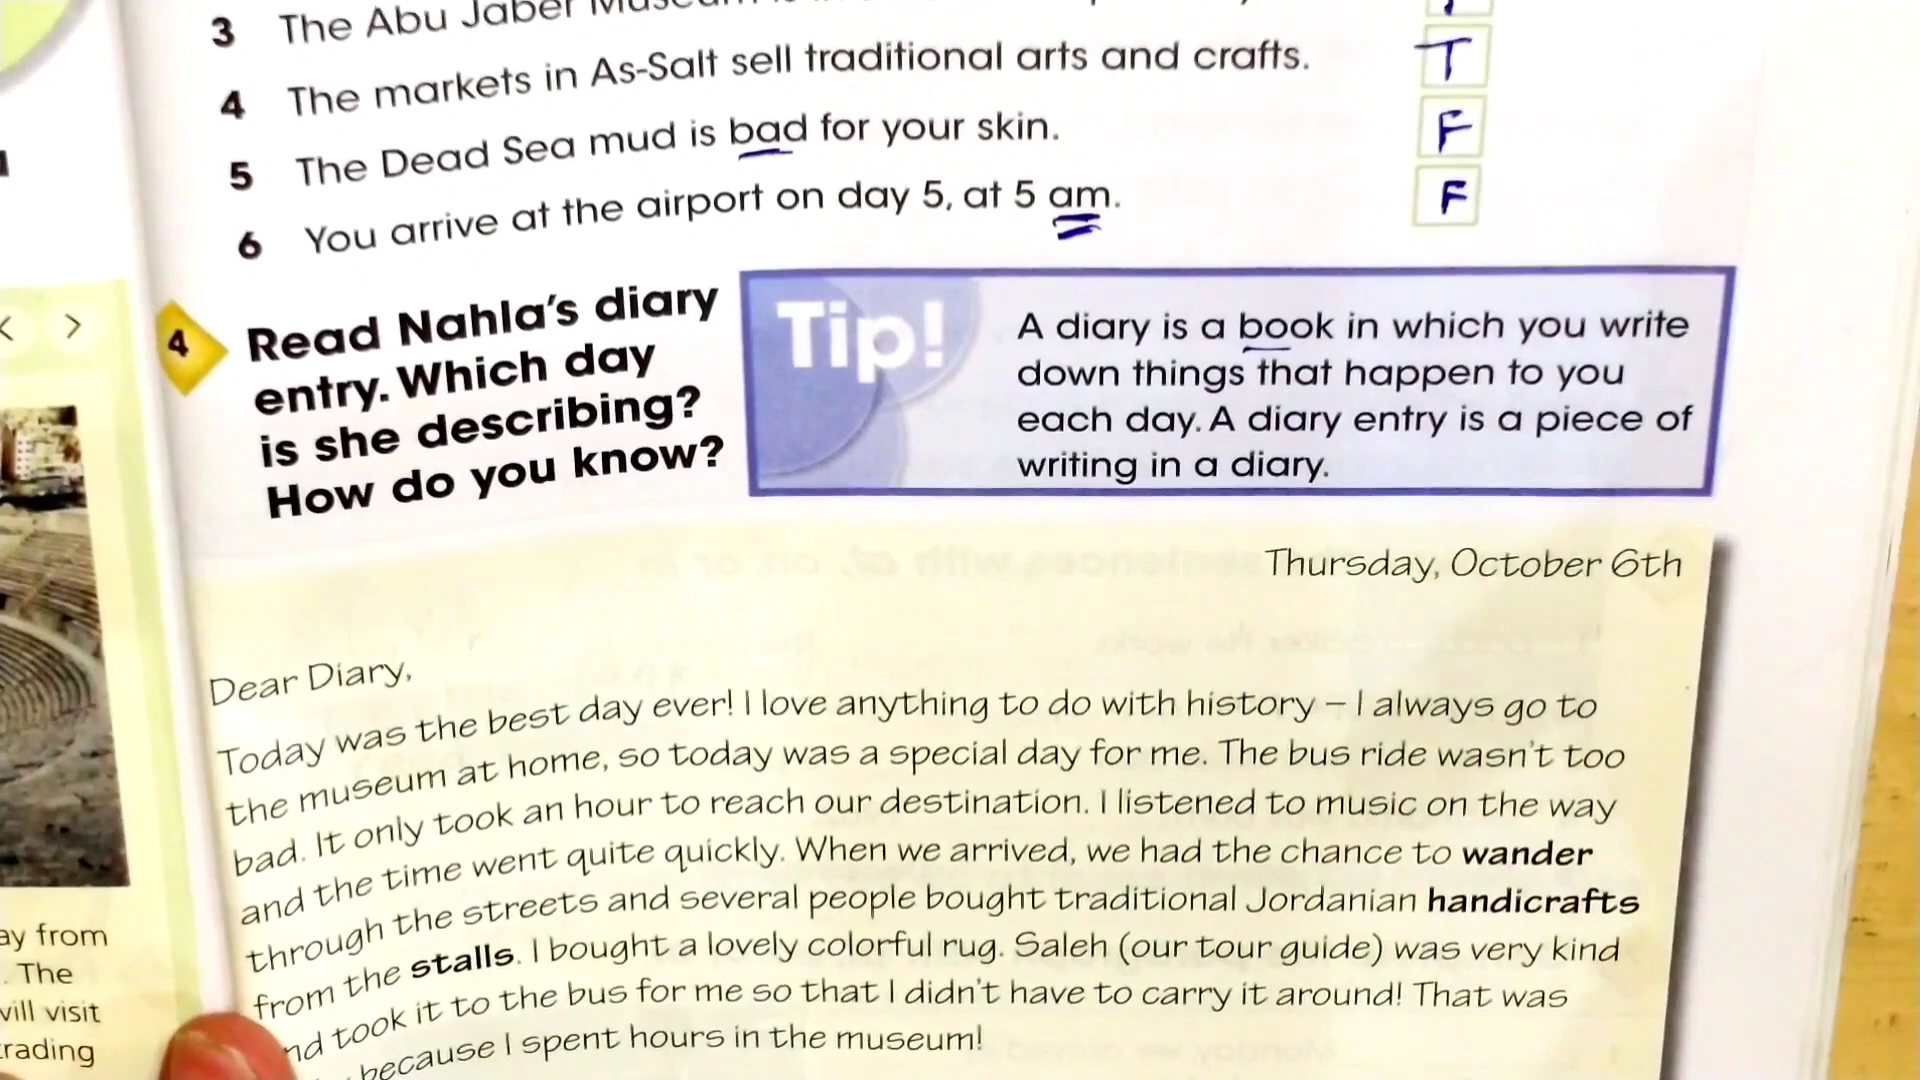 3 The Abu Jaber
T
4 The markets in As-Salt sell traditional arts and crafts.
F
5 The Dead Sea mud is bad for your skin.
F
6 You arrive at the airport on day 5, at 5 am.
4 Read Nahla's diary
entry. Which day
is she describing?
How do you know?
Tip!
A diary is a book in which you write
down things that happen to you
each day. A diary entry is a piece of
writing in a diary.
Thursday, October 6th
Dear Diary,
Today was the best day ever! I love anything to do with history – I always go to
the museum at home, so today was a special day for me. The bus ride wasn't too
bad. It only took an hour to reach our destination. I listened to music on the way
and the time went quite quickly. When we arrived, we had the chance to wander
through the streets and several people bought traditional Jordanian handicrafts
from the stalls. I bought a lovely colorful rug. Saleh (our tour guide) was very kind
took it to the bus for me so that I didn't have to carry it around! That was
because I spent hours in the museum!
from
. The
visit